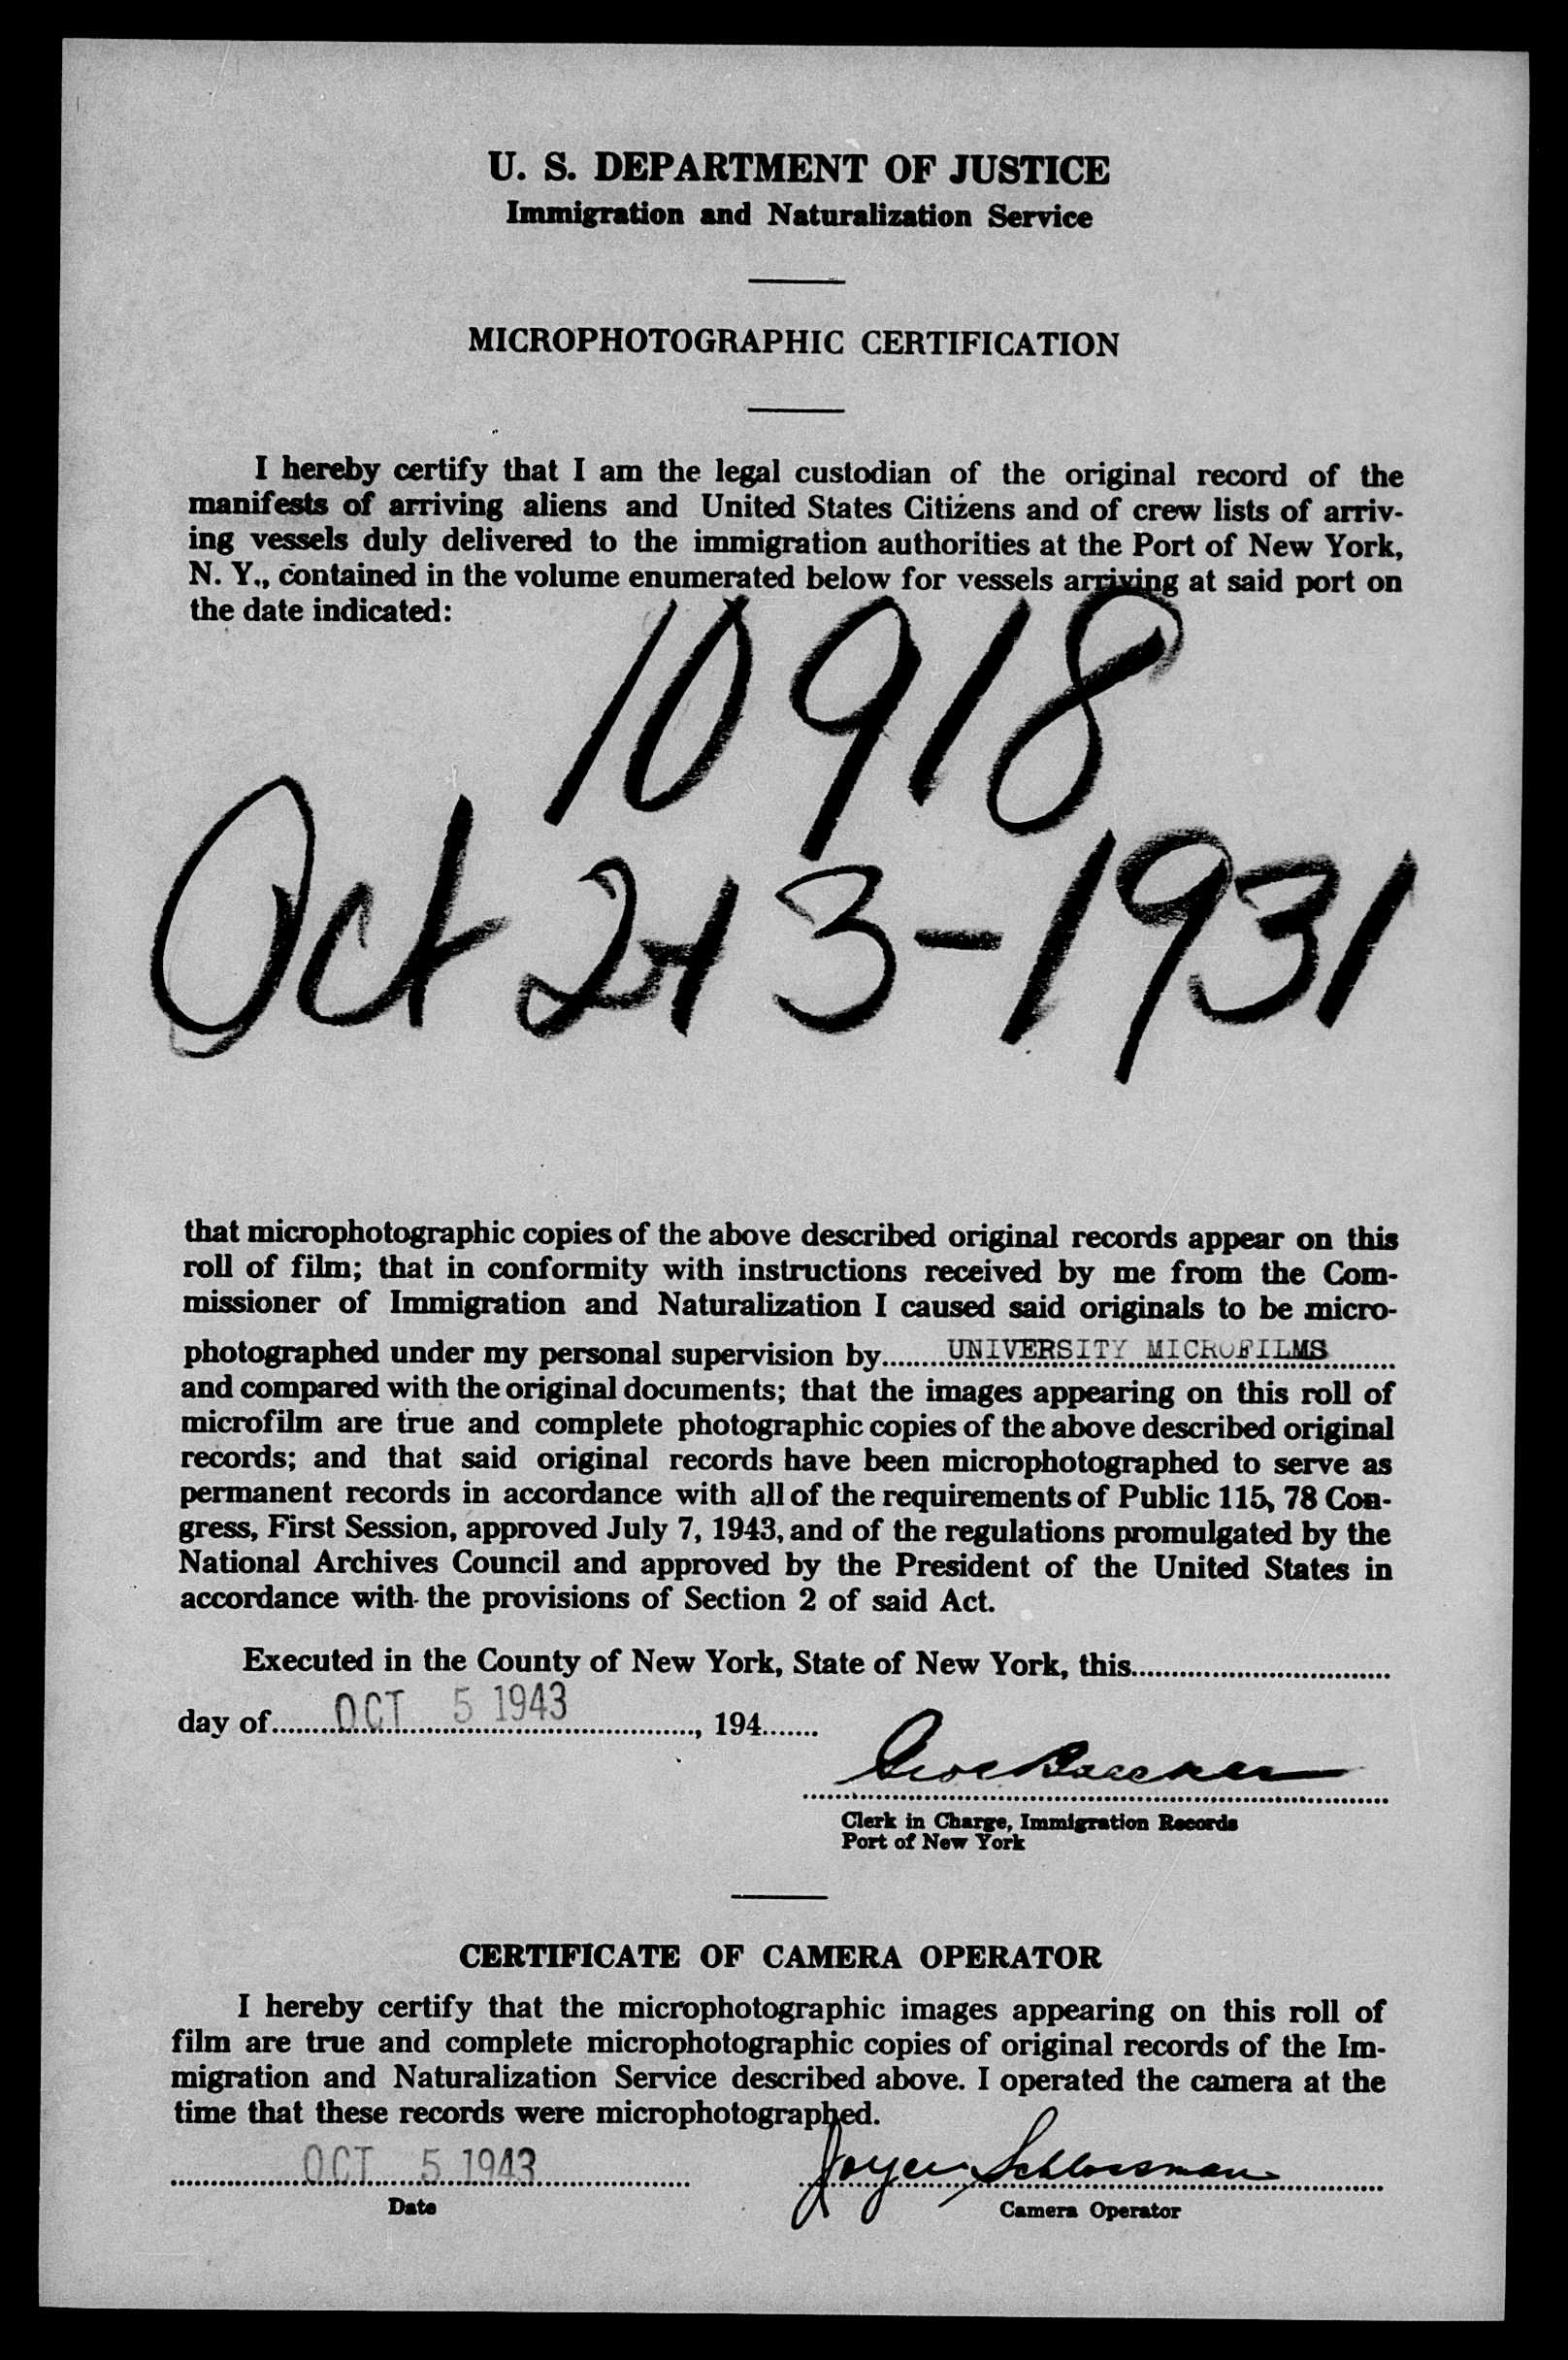 U. S. DEPARTMENT OF JUSTICE
Immigration and Naturalization Service
MICROPHOTOGRAPHIC CERTIFICATION
I hereby certify that I am the legal custodian of the original record of the
manifests of arriving aliens and United States Citizens and of crew lists of arriv-
ing vessels duly delivered to the immigration authorities at the Port of New York,
N. Y., contained in the volume enumerated below for vessels arriving at said port on
the date indicated:
10918
Oct 2+3-1931
that microphotographic copies of the above described original records appear on this
roll of film; that in conformity with instructions received by me from the Com-
missioner of Immigration and Naturalization I caused said originals to be micro-
photographed under my personal supervision by........UNIVERSITY MICROFILMS........
and compared with the original documents; that the images appearing on this roll of
microfilm are true and complete photographic copies of the above described original
records; and that said original records have been microphotographed to serve as
permanent records in accordance with all of the requirements of Public 115, 78 Con-
gress, First Session, approved July 7, 1943, and of the regulations promulgated by the
National Archives Council and approved by the President of the United States in
accordance with the provisions of Section 2 of said Act.
Executed in the County of New York, State of New York, this................................
day of........OCT 5 1943................, 194.......
Clerk in Charge, Immigration Records
Port of New York
CERTIFICATE OF CAMERA OPERATOR
I hereby certify that the microphotographic images appearing on this roll of
film are true and complete microphotographic copies of original records of the Im-
migration and Naturalization Service described above. I operated the camera at the
time that these records were microphotographed.
OCT 5 1943 Joyce Schlossman
Date Camera Operator